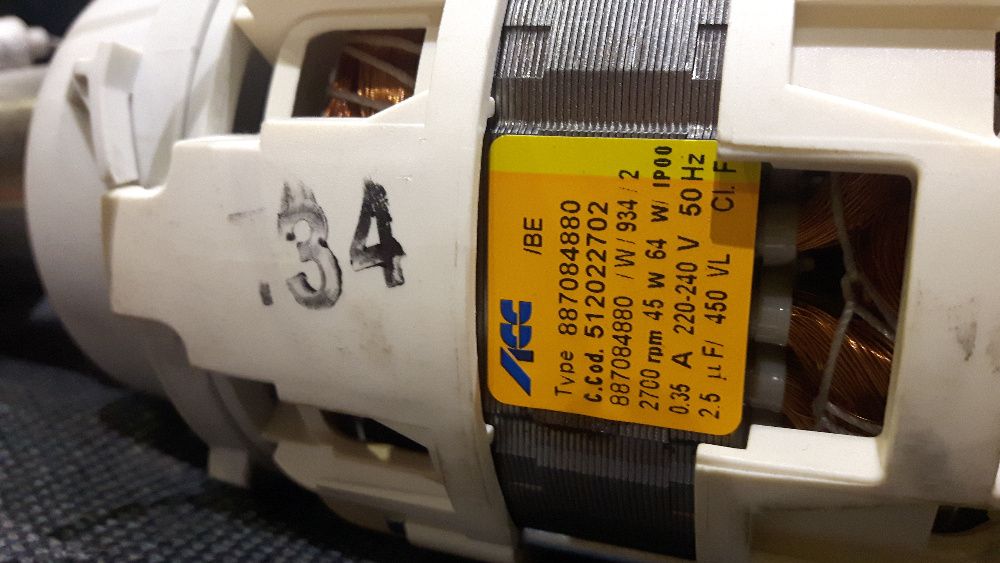 .34
ACC /BE
Type 887084880
C.Cod. 512022702
887084880 /W/934/2
2700 rpm 45 W 64 W/ IP00
0.35 A 220-240 V 50 Hz
2.5 µF/ 450 VL Cl. F